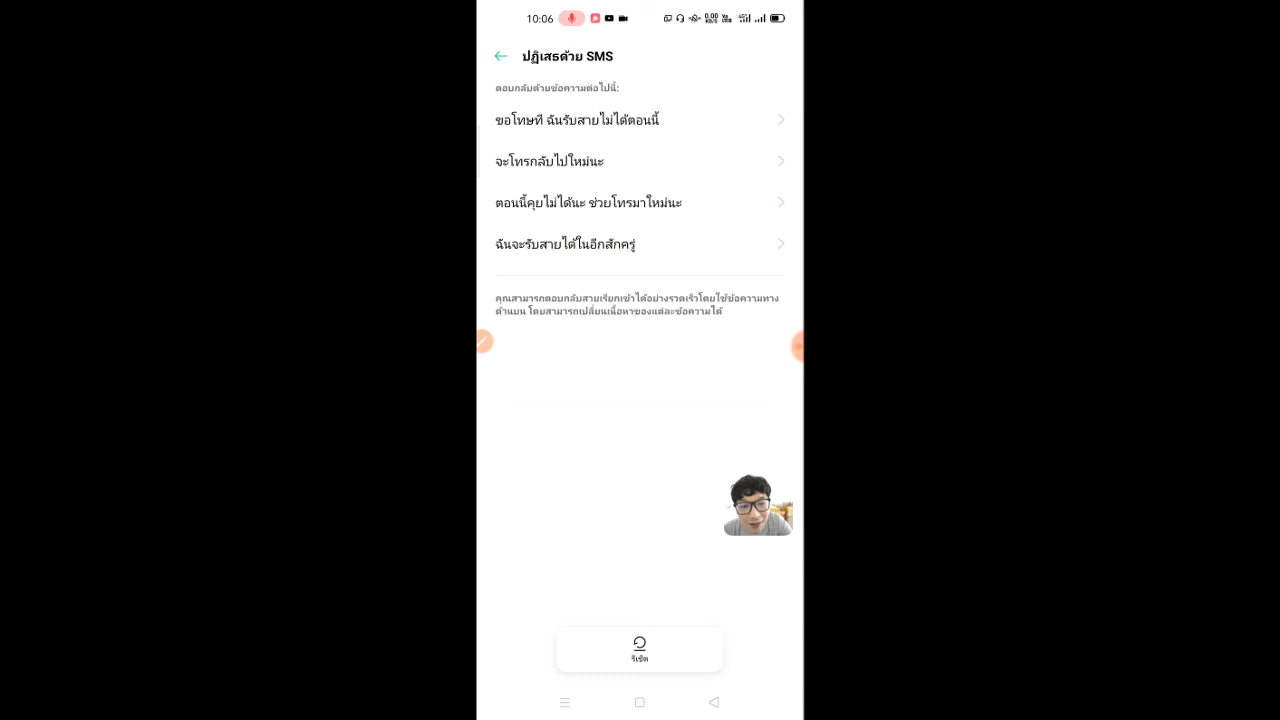 10:06
0.00
KB/S
ปฏิเสธด้วย SMS
ตอบกลับด้วยข้อความต่อไปนี้:
ขอโทษที ฉันรับสายไม่ได้ตอนนี้
จะโทรกลับไปใหม่นะ
ตอนนี้คุยไม่ได้นะ ช่วยโทรมาใหม่นะ
ฉันจะรับสายได้ในอีกสักครู่
คุณสามารถตอบกลับสายเรียกเข้าได้อย่างรวดเร็วโดยใช้ข้อความทาง
ด้านบน โดยสามารถเปลี่ยนเนื้อหาของแต่ละข้อความได้
รีเซ็ต